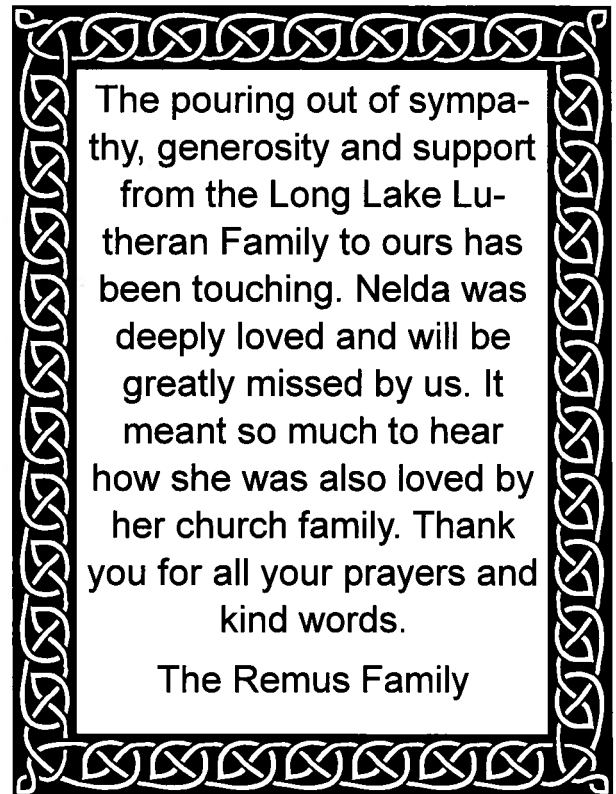 The pouring out of sympa-
thy, generosity and support
from the Long Lake Lu-
theran Family to ours has
been touching. Nelda was
deeply loved and will be
greatly missed by us. It
meant so much to hear
how she was also loved by
her church family. Thank
you for all your prayers and
kind words.
The Remus Family